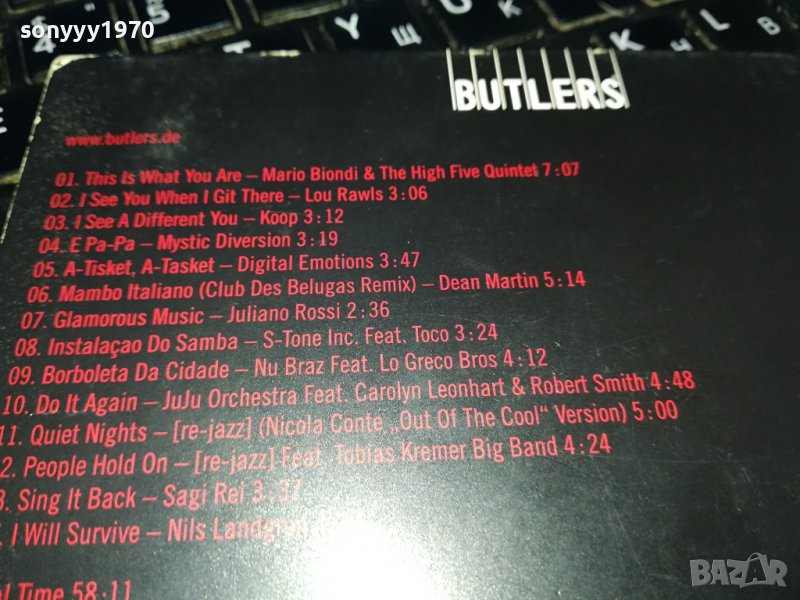 sonyyy1970
BUTLERS
www.butlers.de
01. This Is What You Are – Mario Biondi & The High Five Quintet 7:07
02. I See You When I Git There – Lou Rawls 3:06
03. I See A Different You – Koop 3:12
04. E Pa-Pa – Mystic Diversion 3:19
05. A-Tisket, A-Tasket – Digital Emotions 3:47
06. Mambo Italiano (Club Des Belugas Remix) – Dean Martin 5:14
07. Glamorous Music – Juliano Rossi 2:36
08. Instalaçao Do Samba – S-Tone Inc. Feat. Toco 3:24
09. Borboleta Da Cidade – Nu Braz Feat. Lo Greco Bros 4:12
10. Do It Again – JuJu Orchestra Feat. Carolyn Leonhart & Robert Smith 4:48
11. Quiet Nights – [re-jazz] (Nicola Conte „Out Of The Cool“ Version) 5:00
2. People Hold On – [re-jazz] Feat. Tobias Kremer Big Band 4:24
3. Sing It Back – Sagi Rei 3:37
. I Will Survive – Nils
Time 58:11
BAZAR